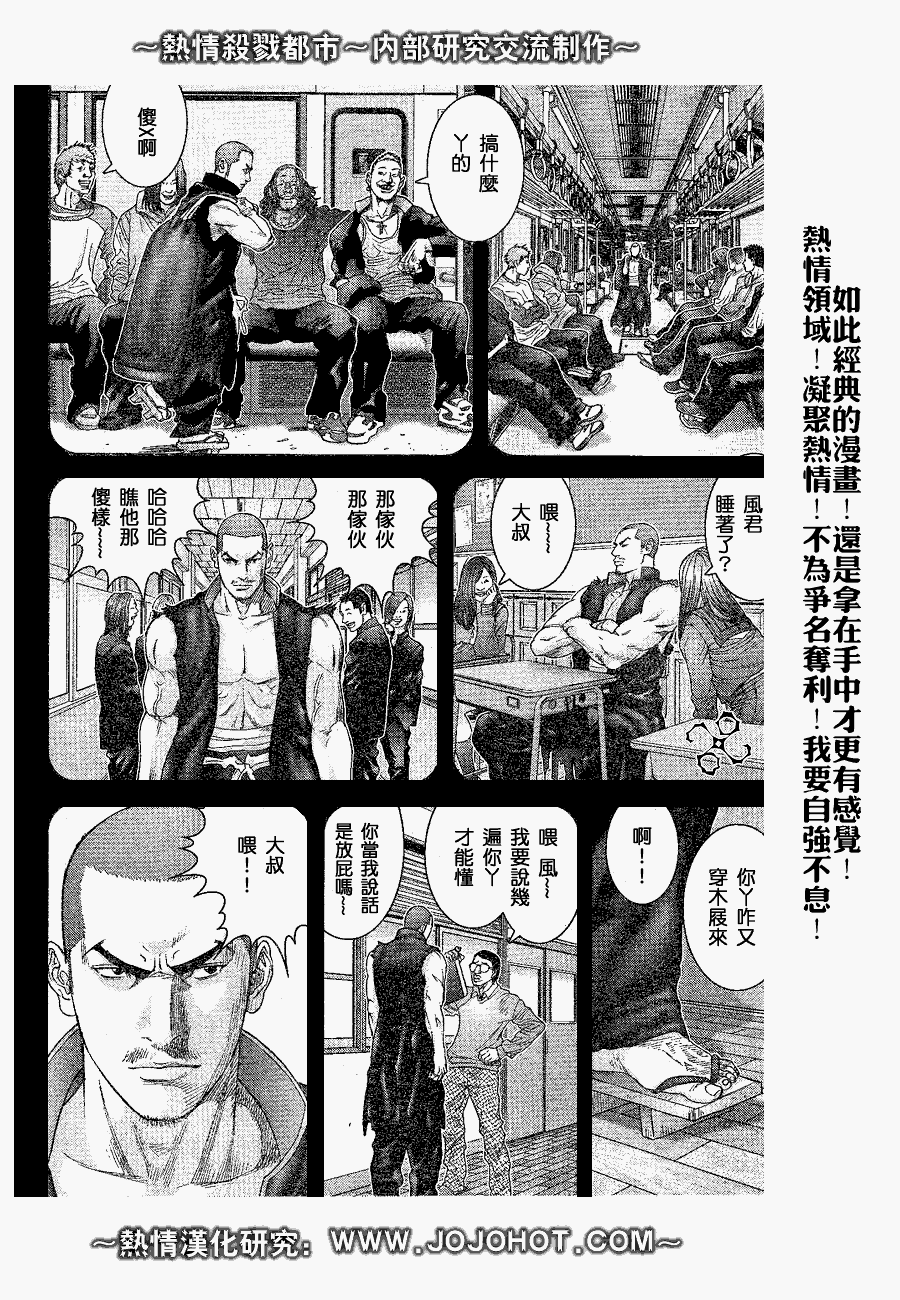 ～熱情殺戮都市～内部研究交流制作～
搞什麼
丫的
傻X啊
風君
睡著了？
喂～～
大叔
那傢伙
那傢伙
哈哈哈
瞧他那
傻樣～～
你丫咋又
穿木屐來
啊！！
喂 風～
我要說幾
遍你丫
才能懂
你當我說話
是放屁嗎～
大叔
喂！！
如此經典的漫畫！還是拿在手中才更有感覺！
熱情領域！凝聚熱情！不為爭名奪利！我要自強不息！
～熱情漢化研究：WWW.JOJOHOT.COM～